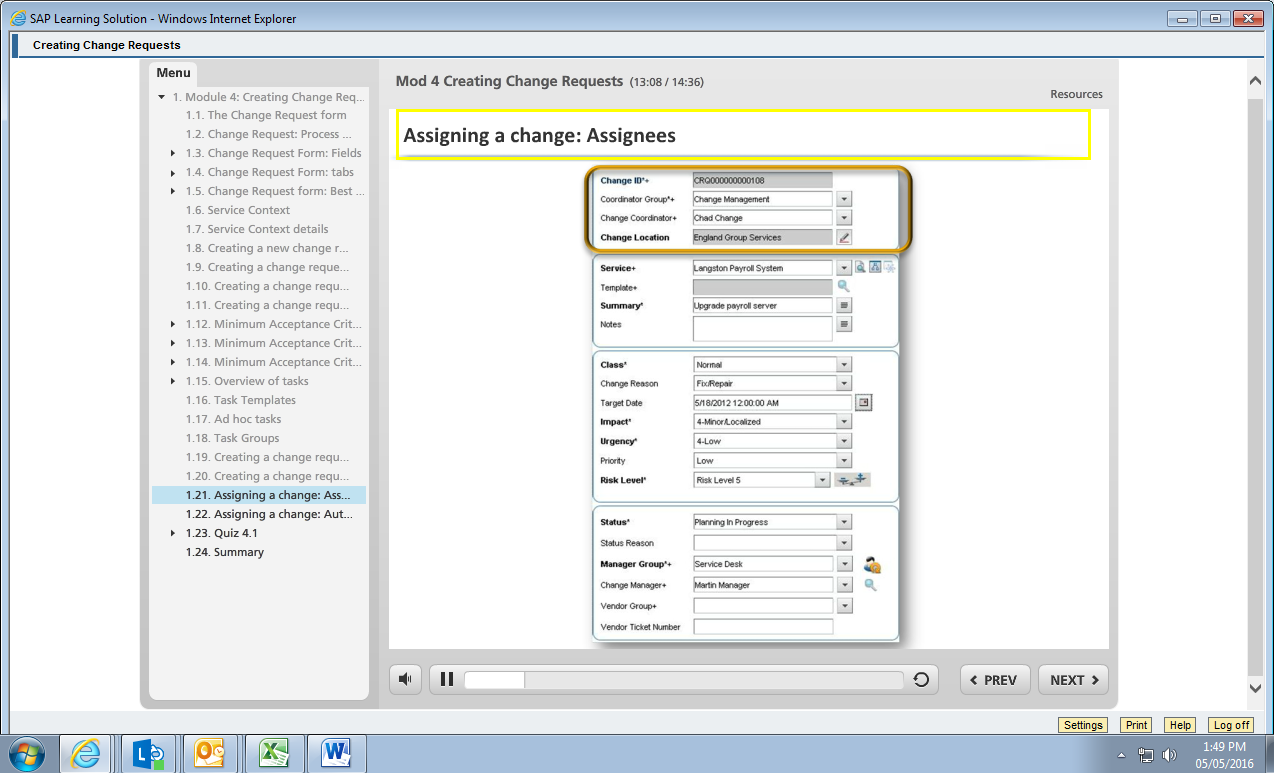 SAP Learning Solution - Windows Internet Explorer
Creating Change Requests
Menu
1. Module 4: Creating Change Req...
1.1. The Change Request form
1.2. Change Request: Process ...
1.3. Change Request Form: Fields
1.4. Change Request Form: tabs
1.5. Change Request form: Best ...
1.6. Service Context
1.7. Service Context details
1.8. Creating a new change r...
1.9. Creating a change reque...
1.10. Creating a change requ...
1.11. Creating a change requ...
1.12. Minimum Acceptance Crit...
1.13. Minimum Acceptance Crit...
1.14. Minimum Acceptance Crit...
1.15. Overview of tasks
1.16. Task Templates
1.17. Ad hoc tasks
1.18. Task Groups
1.19. Creating a change requ...
1.20. Creating a change requ...
1.21. Assigning a change: Ass...
1.22. Assigning a change: Aut...
1.23. Quiz 4.1
1.24. Summary
Mod 4 Creating Change Requests (13:08 / 14:36)
Resources
Assigning a change: Assignees
Change ID*+ CRQ000000000108
Coordinator Group*+ Change Management
Change Coordinator+ Chad Change
Change Location England Group Services
Service+ Langston Payroll System
Template+
Summary* Upgrade payroll server
Notes
Class* Normal
Change Reason Fix/Repair
Target Date 5/18/2012 12:00:00 AM
Impact* 4-Minor/Localized
Urgency* 4-Low
Priority Low
Risk Level* Risk Level 5
Status* Planning In Progress
Status Reason
Manager Group*+ Service Desk
Change Manager+ Martin Manager
Vendor Group+
Vendor Ticket Number
PREV NEXT
Settings Print Help Log off
1:49 PM
05/05/2016